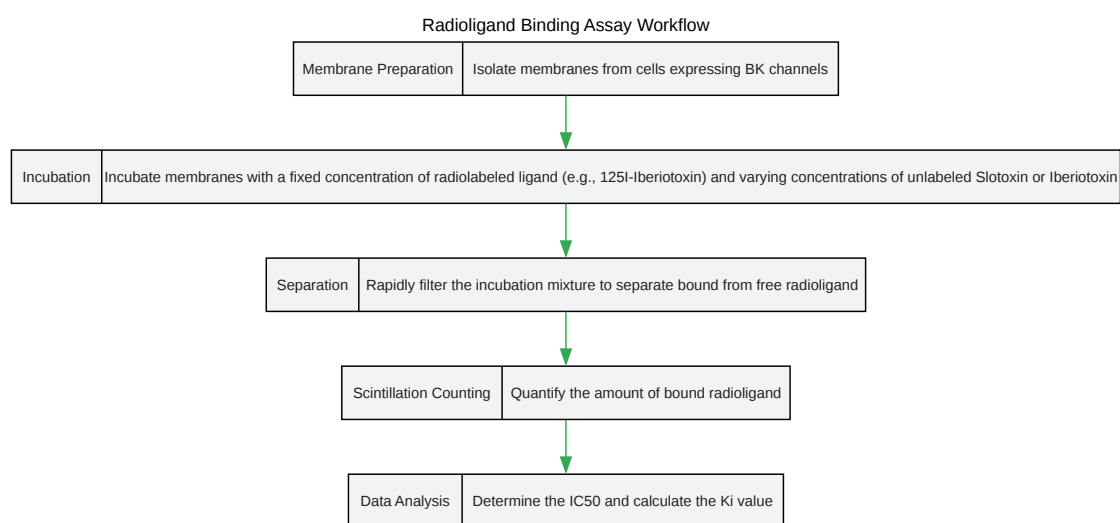 Radioligand Binding Assay Workflow
Membrane Preparation
Isolate membranes from cells expressing BK channels
Incubation
Incubate membranes with a fixed concentration of radiolabeled ligand (e.g., 125I-Iberiotoxin) and varying concentrations of unlabeled Slotoxin or Iberiotoxin
Separation
Rapidly filter the incubation mixture to separate bound from free radioligand
Scintillation Counting
Quantify the amount of bound radioligand
Data Analysis
Determine the IC50 and calculate the Ki value